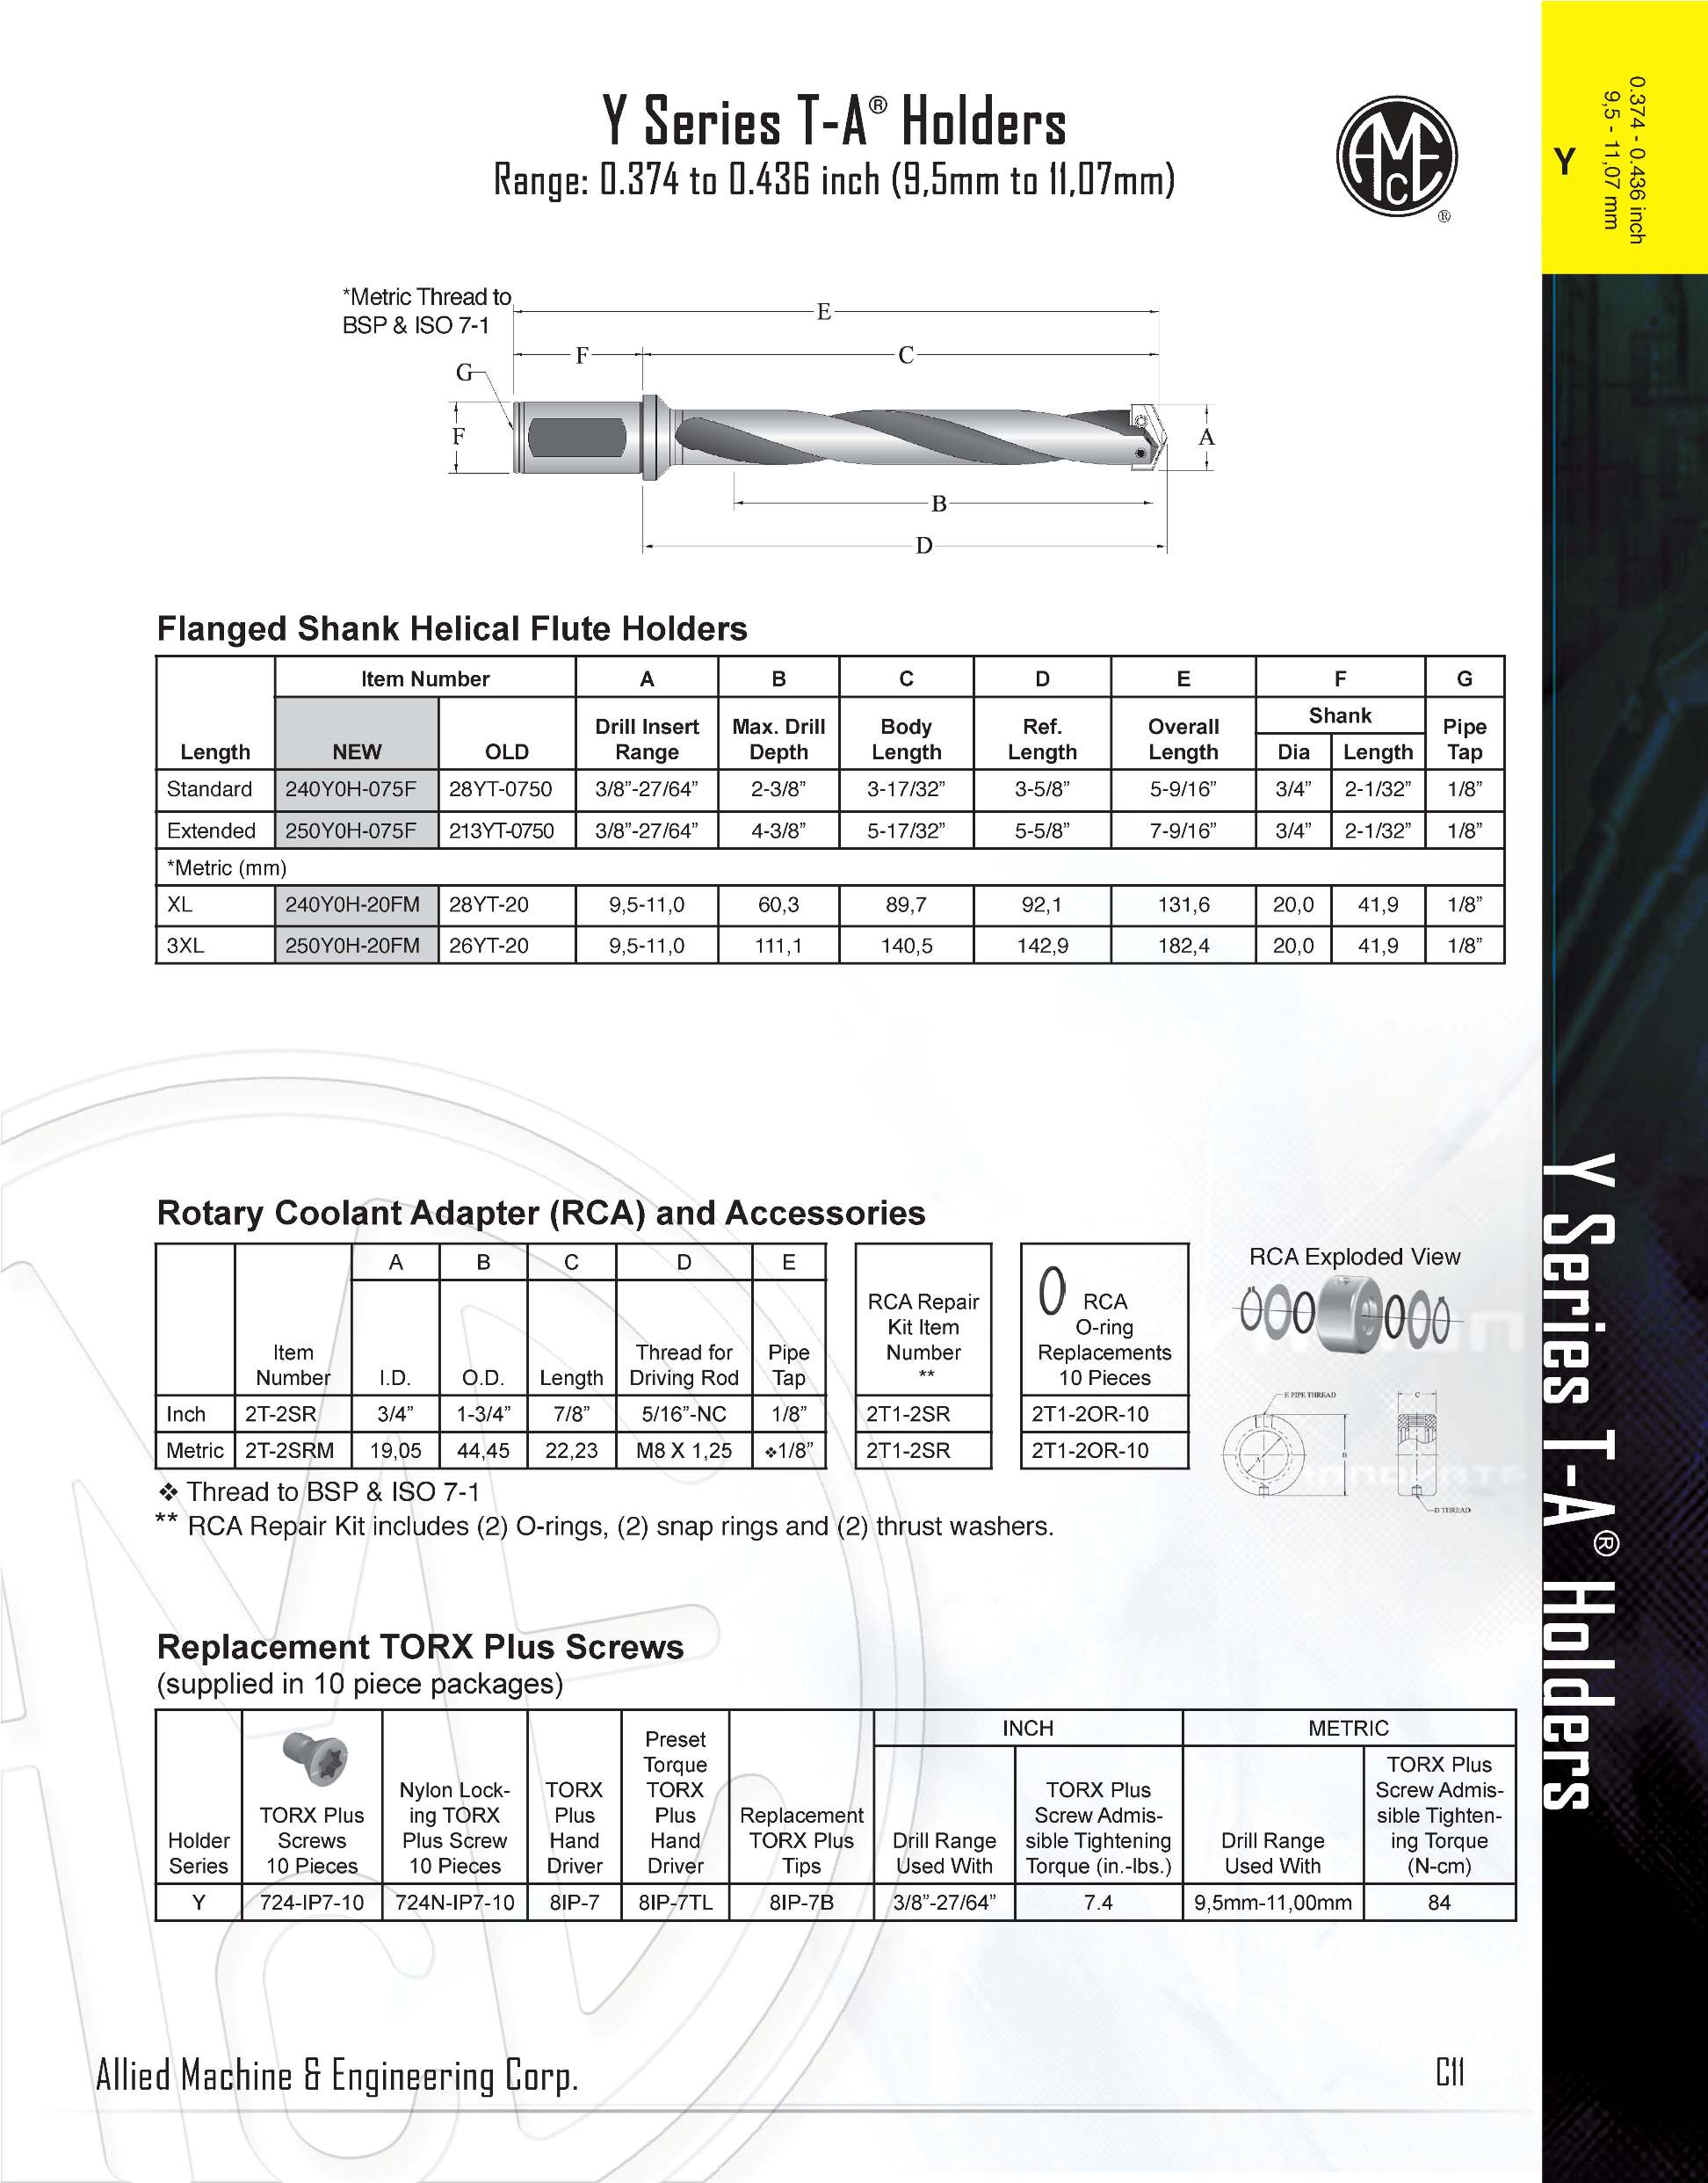 Y Series T-A® Holders
Range: 0.374 to 0.436 inch (9,5mm to 11,07mm)
AMEC
®
Y
0.374 - 0.436 inch
9,5 - 11,07 mm
*Metric Thread to
BSP & ISO 7-1
E
F
C
G
F
A
B
D
Flanged Shank Helical Flute Holders
Item Number A B C D E F G
Length NEW OLD Drill Insert Range Max. Drill Depth Body Length Ref. Length Overall Length Shank Dia Length Pipe Tap
Standard 240Y0H-075F 28YT-0750 3/8”-27/64” 2-3/8” 3-17/32” 3-5/8” 5-9/16” 3/4” 2-1/32” 1/8”
Extended 250Y0H-075F 213YT-0750 3/8”-27/64” 4-3/8” 5-17/32” 5-5/8” 7-9/16” 3/4” 2-1/32” 1/8”
*Metric (mm)
XL 240Y0H-20FM 28YT-20 9,5-11,0 60,3 89,7 92,1 131,6 20,0 41,9 1/8”
3XL 250Y0H-20FM 26YT-20 9,5-11,0 111,1 140,5 142,9 182,4 20,0 41,9 1/8”
Rotary Coolant Adapter (RCA) and Accessories
A B C D E
Item Number I.D. O.D. Length Thread for Driving Rod Pipe Tap RCA Repair Kit Item Number ** RCA O-ring Replacements 10 Pieces
Inch 2T-2SR 3/4” 1-3/4” 7/8” 5/16”-NC 1/8” 2T1-2SR 2T1-2OR-10
Metric 2T-2SRM 19,05 44,45 22,23 M8 X 1,25 ❖1/8” 2T1-2SR 2T1-2OR-10
RCA Exploded View
E PIPE THREAD
C
A
B
D THREAD
❖ Thread to BSP & ISO 7-1
** RCA Repair Kit includes (2) O-rings, (2) snap rings and (2) thrust washers.
Replacement TORX Plus Screws
(supplied in 10 piece packages)
INCH METRIC
Holder Series TORX Plus Screws 10 Pieces Nylon Lock-ing TORX Plus Screw 10 Pieces TORX Plus Hand Driver Preset Torque TORX Plus Hand Driver Replacement TORX Plus Tips Drill Range Used With TORX Plus Screw Admis-sible Tightening Torque (in.-lbs.) Drill Range Used With TORX Plus Screw Admis-sible Tighten-ing Torque (N-cm)
Y 724-IP7-10 724N-IP7-10 8IP-7 8IP-7TL 8IP-7B 3/8”-27/64” 7.4 9,5mm-11,00mm 84
Y Series T-A® Holders
Allied Machine & Engineering Corp.
C11